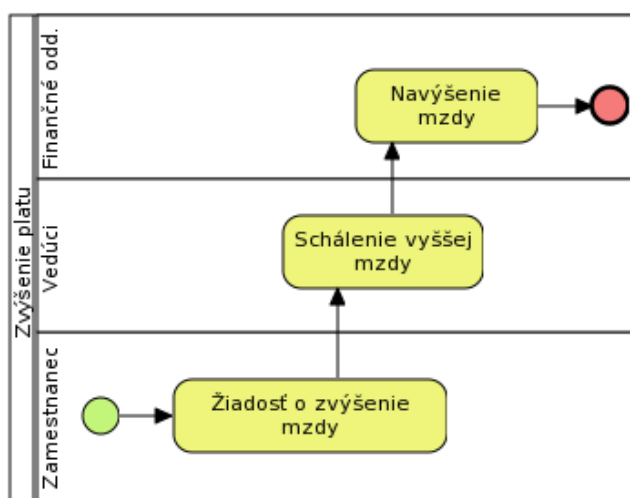 Zvýšenie platu
Finančné odd.
Navýšenie
mzdy
Vedúci
Schálenie vyššej
mzdy
Zamestnanec
Žiadosť o zvýšenie
mzdy